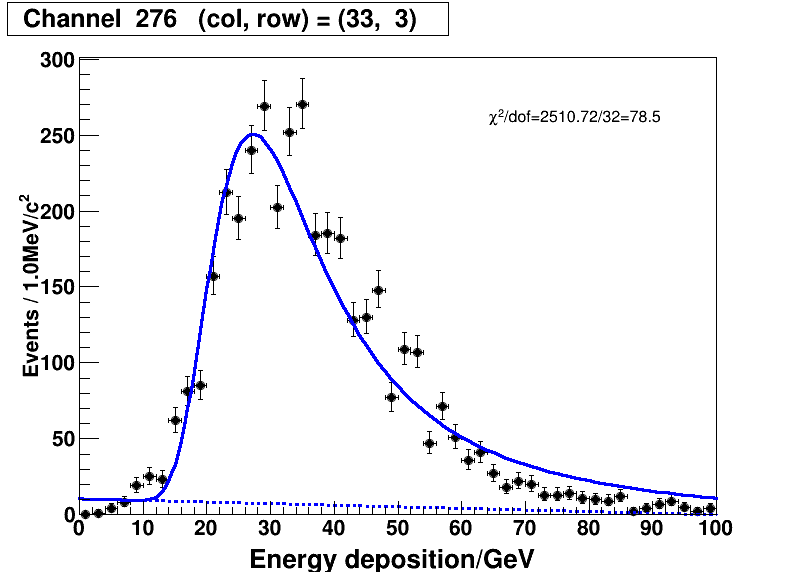 Channel 276 (col, row) = (33, 3)
χ²/dof=2510.72/32=78.5
Events / 1.0MeV/c²
300
250
200
150
100
50
0
0 10 20 30 40 50 60 70 80 90 100
Energy deposition/GeV